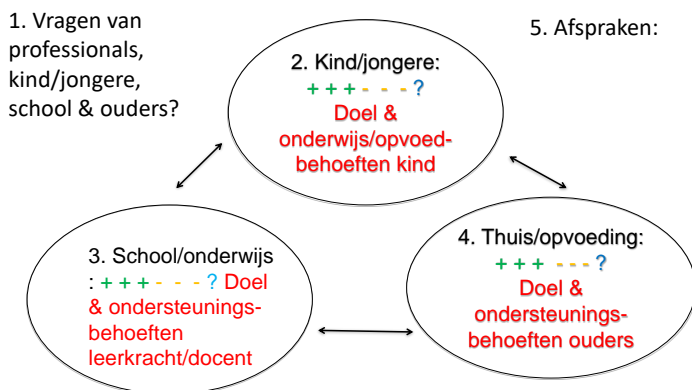 1. Vragen van
professionals,
kind/jongere,
school & ouders?
5. Afspraken:
2. Kind/jongere:
+ + + - - - ?
Doel &
onderwijs/opvoed-
behoeften kind
3. School/onderwijs
: + + + - - - ? Doel
& ondersteunings-
behoeften
leerkracht/docent
4. Thuis/opvoeding:
+ + + - - - ?
Doel &
ondersteunings-
behoeften ouders